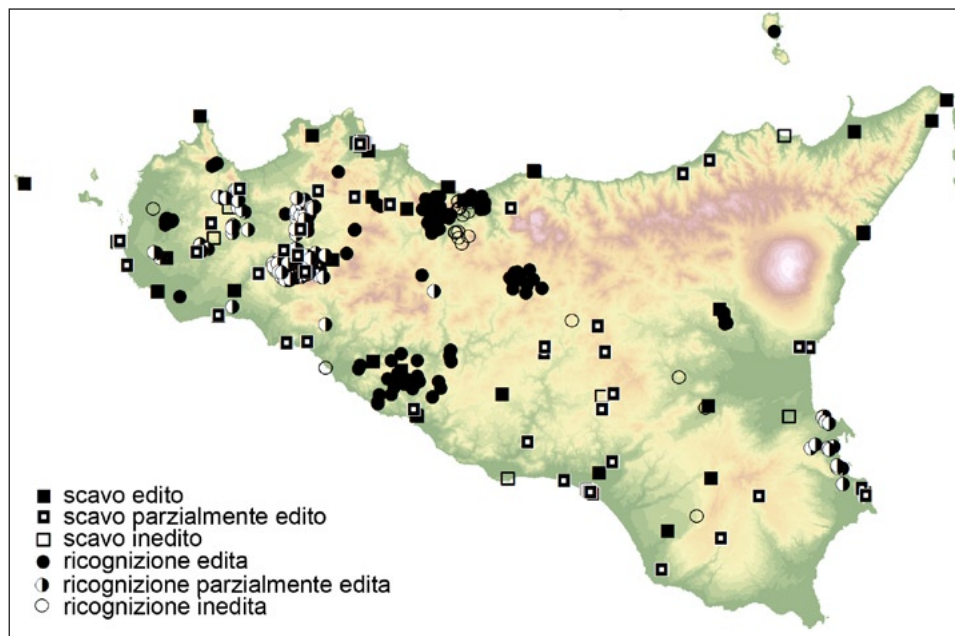 scavo edito
scavo parzialmente edito
scavo inedito
ricognizione edita
ricognizione parzialmente edita
ricognizione inedita